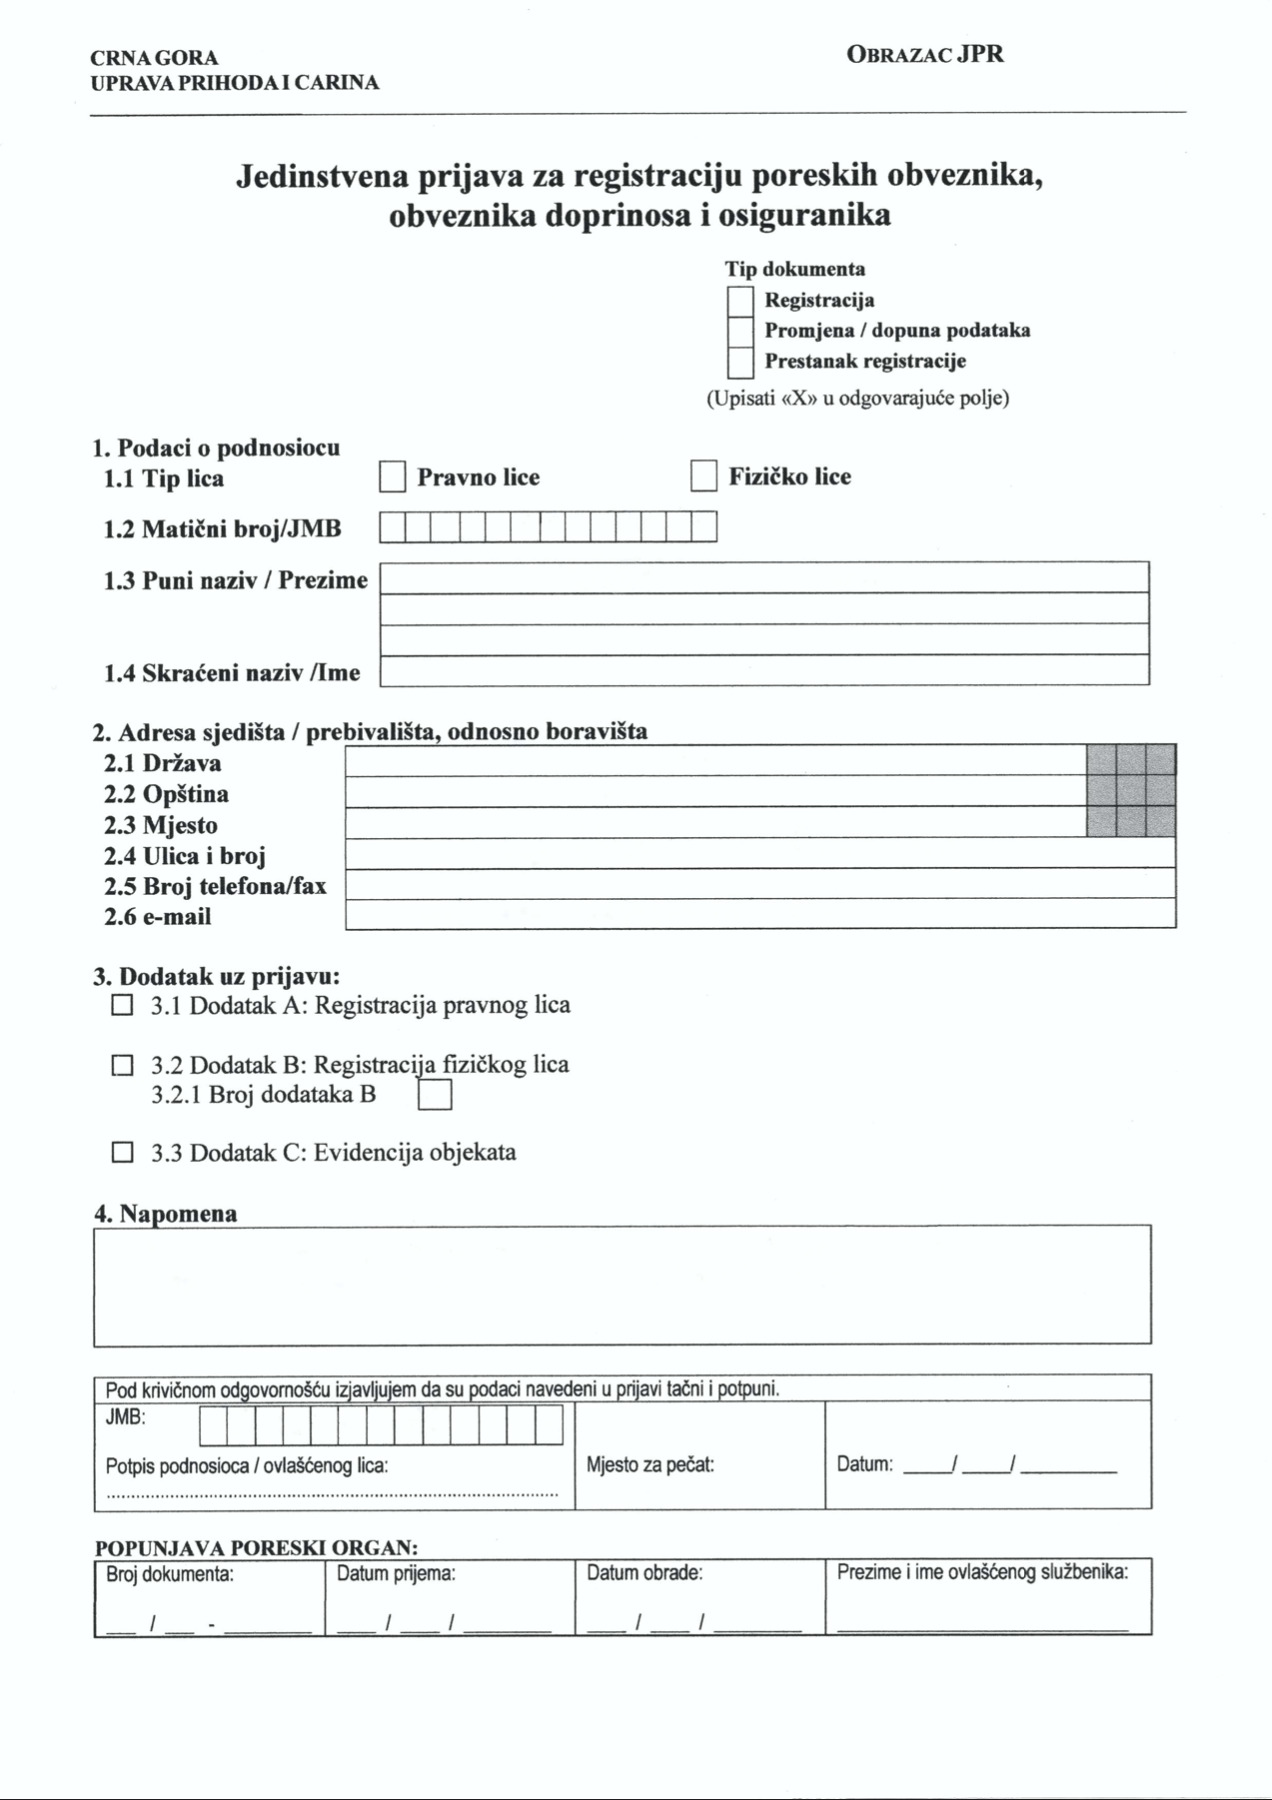 CRNA GORA
UPRAVA PRIHODA I CARINA
OBRAZAC JPR
Jedinstvena prijava za registraciju poreskih obveznika,
obveznika doprinosa i osiguranika
Tip dokumenta
Registracija
Promjena / dopuna podataka
Prestanak registracije
(Upisati «X» u odgovarajuće polje)
1. Podaci o podnosiocu
1.1 Tip lica Pravno lice Fizičko lice
1.2 Matični broj/JMB
1.3 Puni naziv / Prezime
1.4 Skraćeni naziv /Ime
2. Adresa sjedišta / prebivališta, odnosno boravišta
2.1 Država
2.2 Opština
2.3 Mjesto
2.4 Ulica i broj
2.5 Broj telefona/fax
2.6 e-mail
3. Dodatak uz prijavu:
3.1 Dodatak A: Registracija pravnog lica
3.2 Dodatak B: Registracija fizičkog lica
3.2.1 Broj dodataka B
3.3 Dodatak C: Evidencija objekata
4. Napomena
Pod krivičnom odgovornošću izjavljujem da su podaci navedeni u prijavi tačni i potpuni.
JMB:
Potpis podnosioca / ovlašćenog lica:
Mjesto za pečat:
Datum: ____/____/________
POPUNJAVA PORESKI ORGAN:
Broj dokumenta: Datum prijema: Datum obrade: Prezime i ime ovlašćenog službenika:
__ / __ - ______ ___ / ___ / ______ ___ / ___ / ______ ____________________